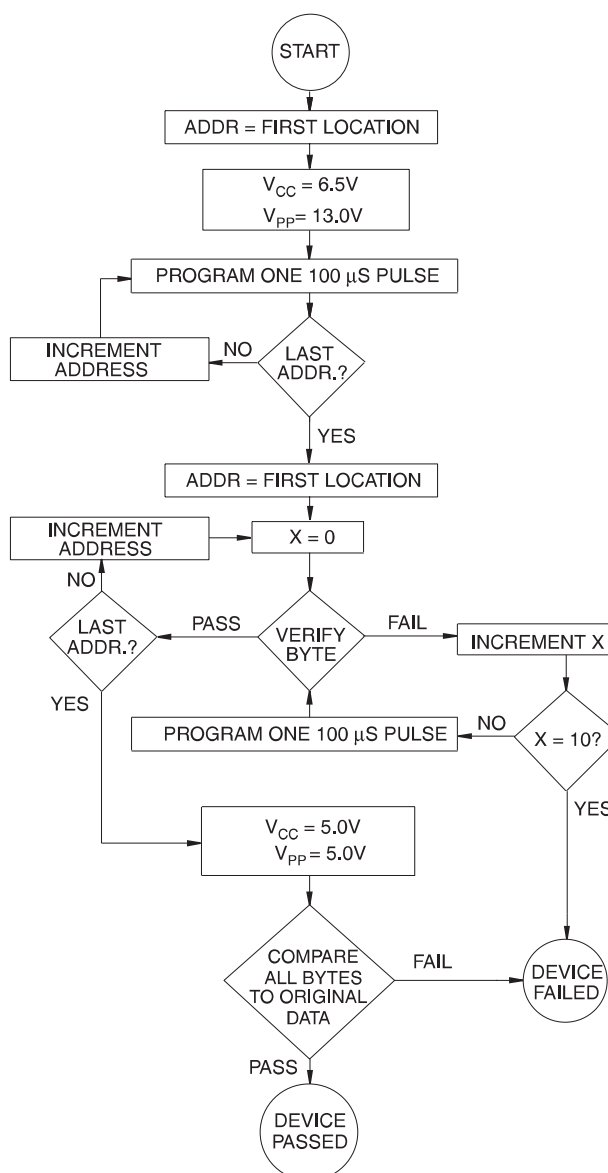 START
ADDR = FIRST LOCATION
VCC = 6.5V
VPP = 13.0V
PROGRAM ONE 100 µS PULSE
INCREMENT
ADDRESS
NO
LAST
ADDR.?
YES
ADDR = FIRST LOCATION
INCREMENT
ADDRESS
X = 0
NO
LAST
ADDR.?
PASS
VERIFY
BYTE
FAIL
INCREMENT X
YES
PROGRAM ONE 100 µS PULSE
NO
X = 10?
YES
VCC = 5.0V
VPP = 5.0V
COMPARE
ALL BYTES
TO ORIGINAL
DATA
FAIL
DEVICE
FAILED
PASS
DEVICE
PASSED